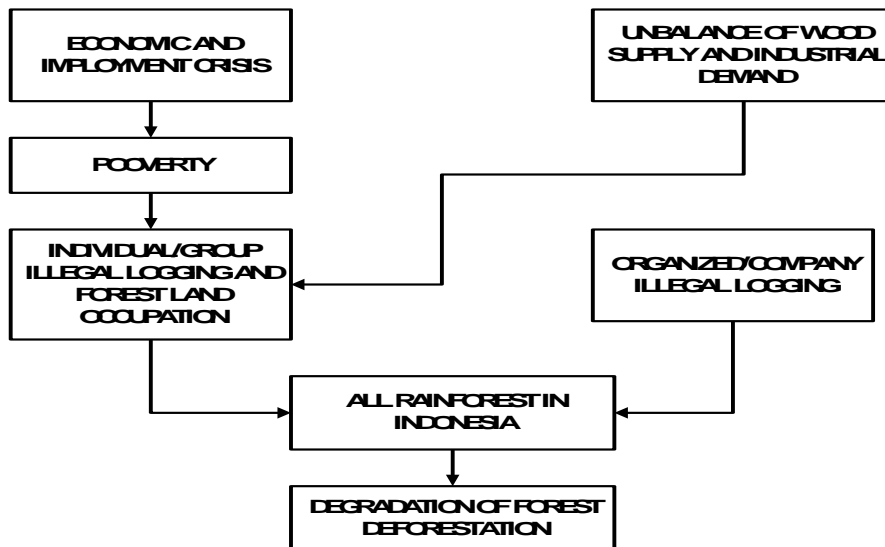 ECONOMIC AND
IMPLOYMENT CRISIS
UNBALANCE OF WOOD
SUPPLY AND INDUSTRIAL
DEMAND
POOVERTY
INDIVIDUAL/GROUP
ILLEGAL LOGGING AND
FOREST LAND
OCCUPATION
ORGANIZED/COMPANY
ILLEGAL LOGGING
ALL RAINFOREST IN
INDONESIA
DEGRADATION OF FOREST
DEFORESTATION